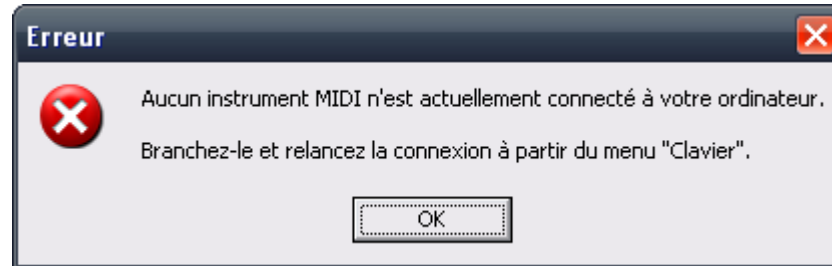 Erreur
Aucun instrument MIDI n'est actuellement connecté à votre ordinateur.
Branchez-le et relancez la connexion à partir du menu "Clavier".
OK